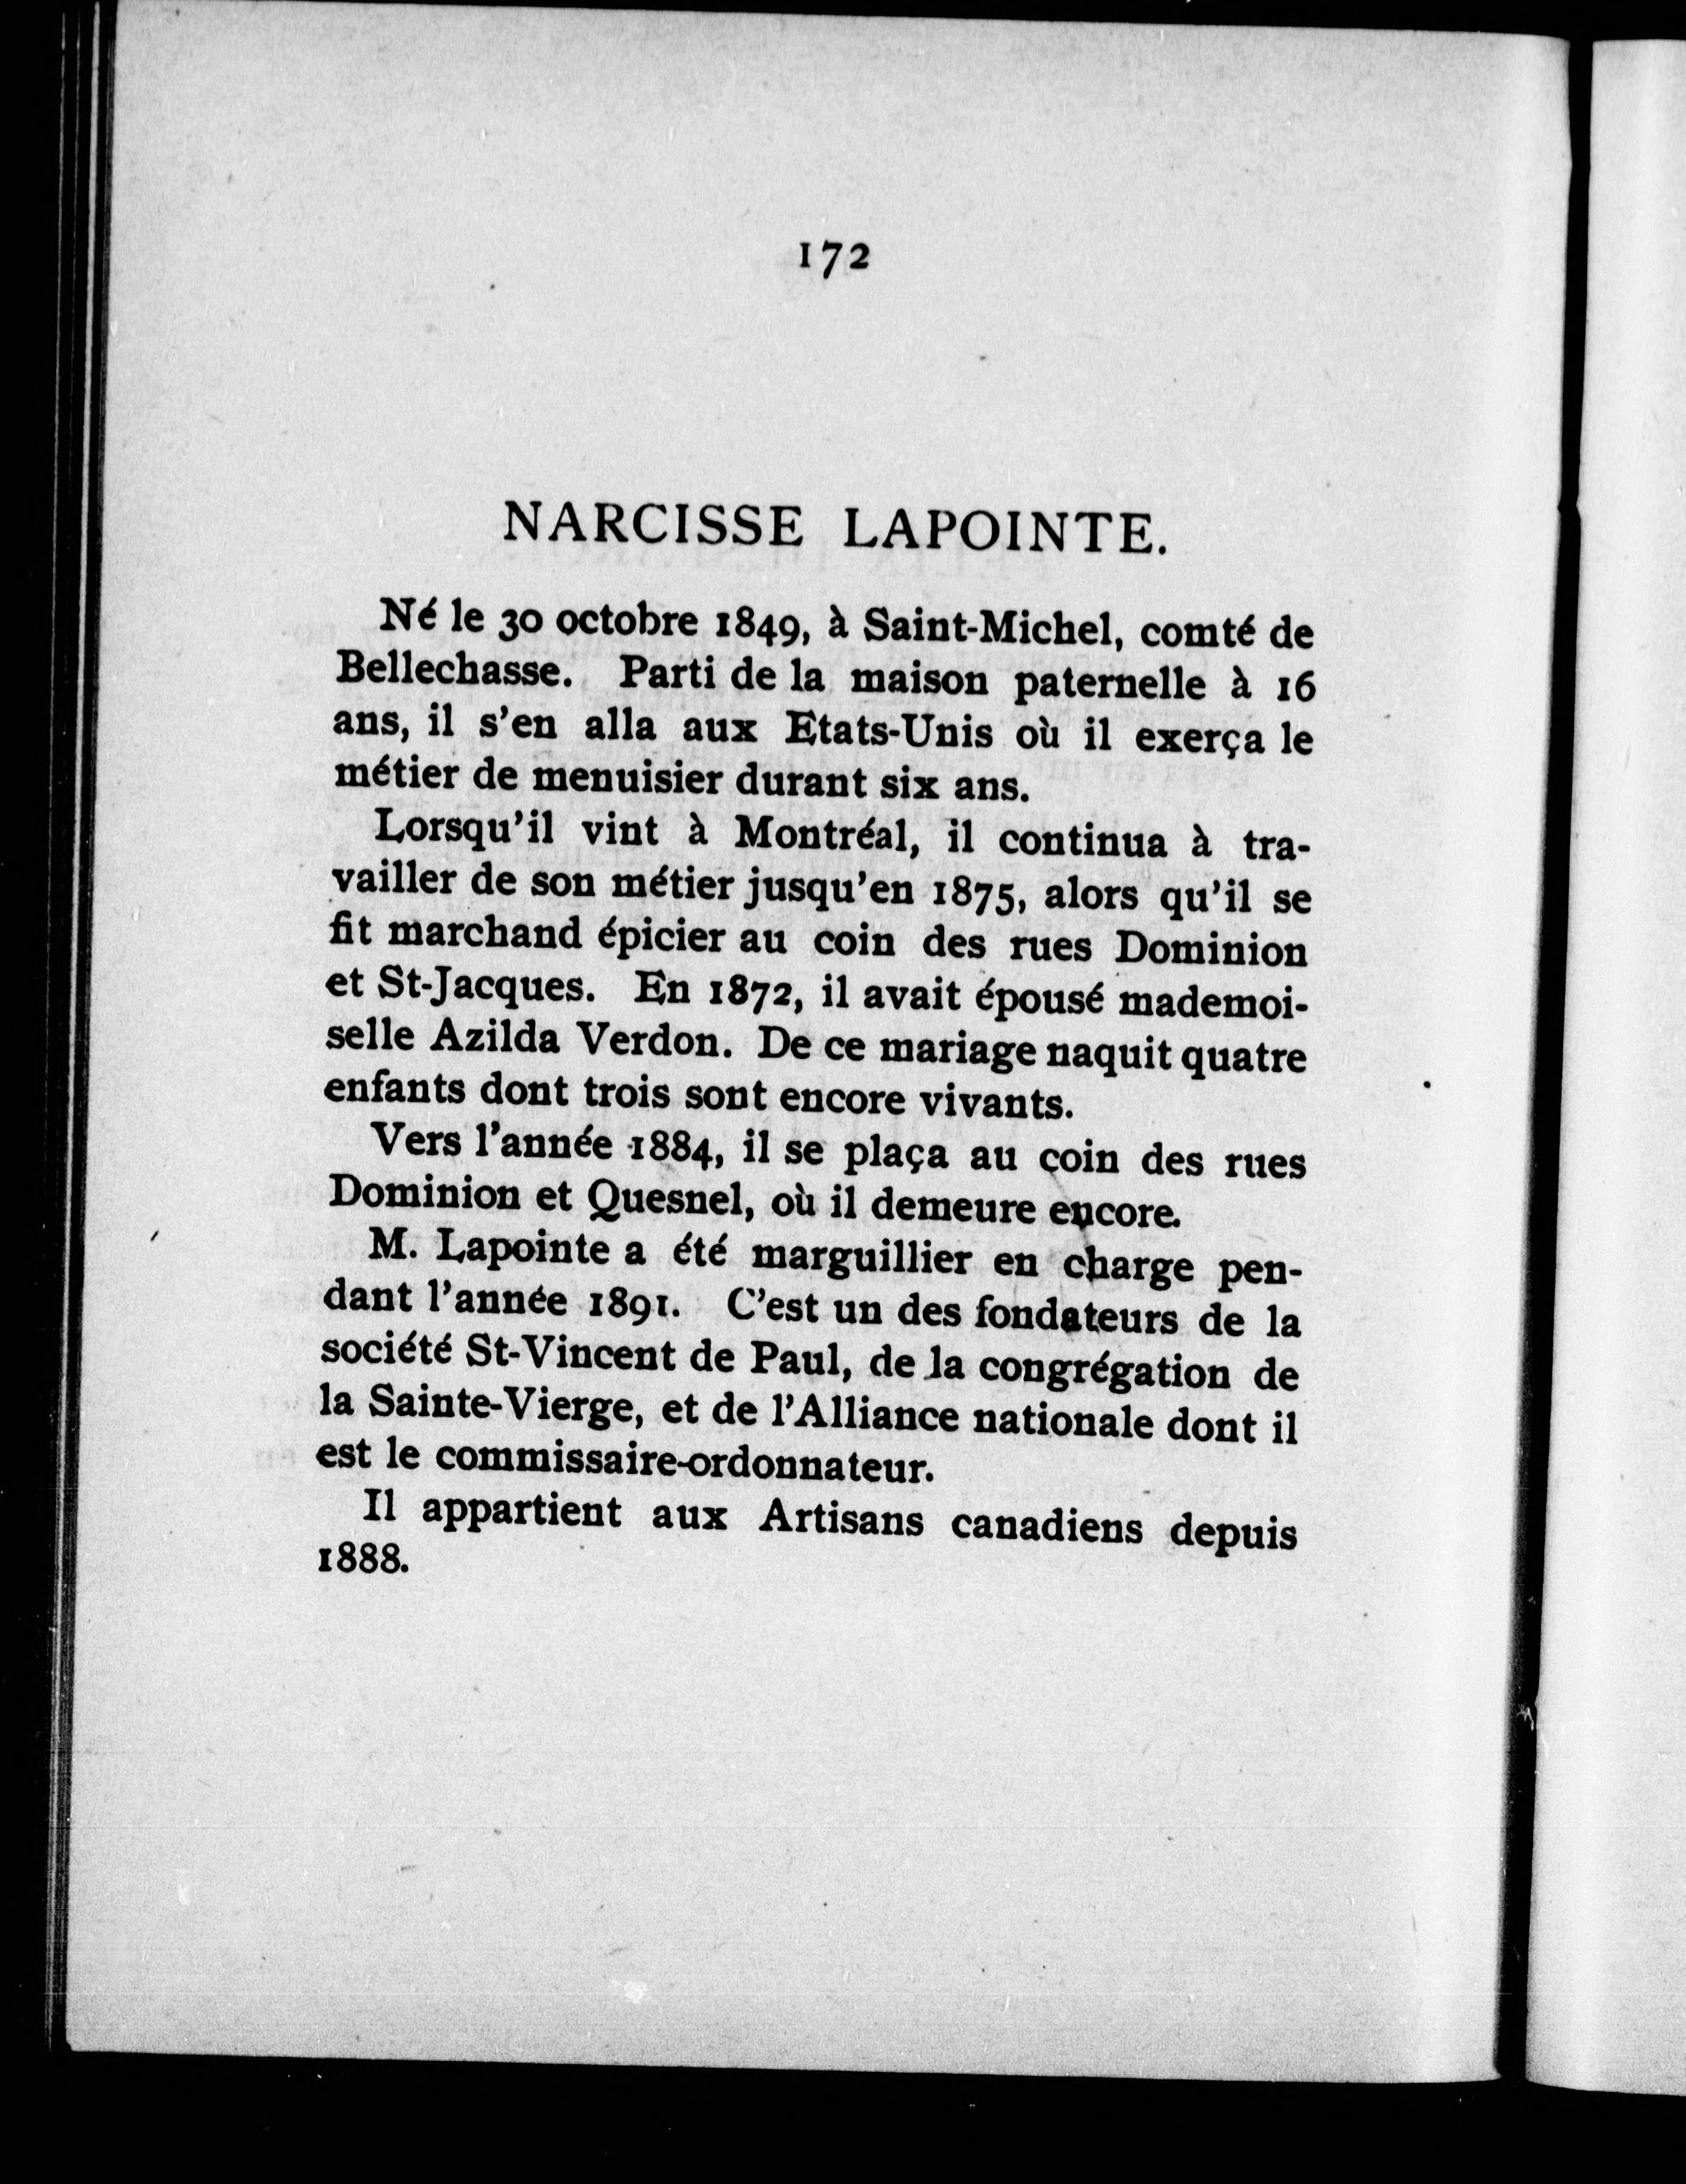 172
NARCISSE LAPOINTE.
Né le 30 octobre 1849, à Saint-Michel, comté de
Bellechasse. Parti de la maison paternelle à 16
ans, il s'en alla aux Etats-Unis où il exerça le
métier de menuisier durant six ans.
Lorsqu'il vint à Montréal, il continua à tra-
vailler de son métier jusqu'en 1875, alors qu'il se
fit marchand épicier au coin des rues Dominion
et St-Jacques. En 1872, il avait épousé mademoi-
selle Azilda Verdon. De ce mariage naquit quatre
enfants dont trois sont encore vivants.
Vers l'année 1884, il se plaça au coin des rues
Dominion et Quesnel, où il demeure encore.
M. Lapointe a été marguillier en charge pen-
dant l'année 1891. C'est un des fondateurs de la
société St-Vincent de Paul, de la congrégation de
la Sainte-Vierge, et de l'Alliance nationale dont il
est le commissaire-ordonnateur.
Il appartient aux Artisans canadiens depuis
1888.